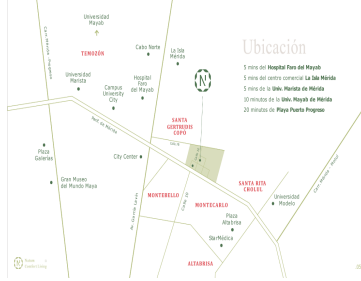 Universidad
Mayab
TEMOZÓN
Cabo Norte
La Isla
Mérida
Universidad
Marista
Campus
University
City
Hospital
Faro
del Mayab
N
Ubicación
5 mins del Hospital Faro del Mayab
5 mins del centro comercial La Isla Mérida
5 mins de la Univ. Marista de Mérida
10 minutos de la Univ. Mayab de Mérida
20 minutos de Playa Puerto Progreso
SANTA
GERTRUDIS
COPÓ
Plaza
Galerías
City Center
Gran Museo
del Mundo Maya
MONTEBELLO
MONTECARLO
SANTA RITA
CHOLUL
Universidad
Modelo
Plaza
Altabrisa
StarMédica
ALTABRISA